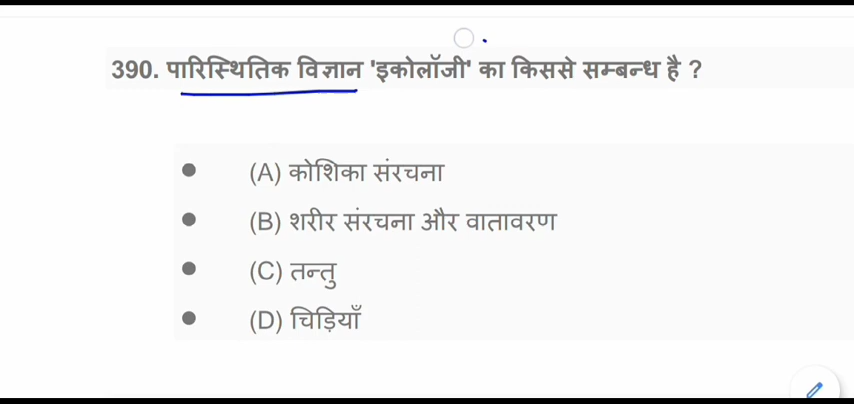 390. पारिस्थितिक विज्ञान 'इकोलॉजी' का किससे सम्बन्ध है ?
(A) कोशिका संरचना
(B) शरीर संरचना और वातावरण
(C) तन्तु
(D) चिड़ियाँ